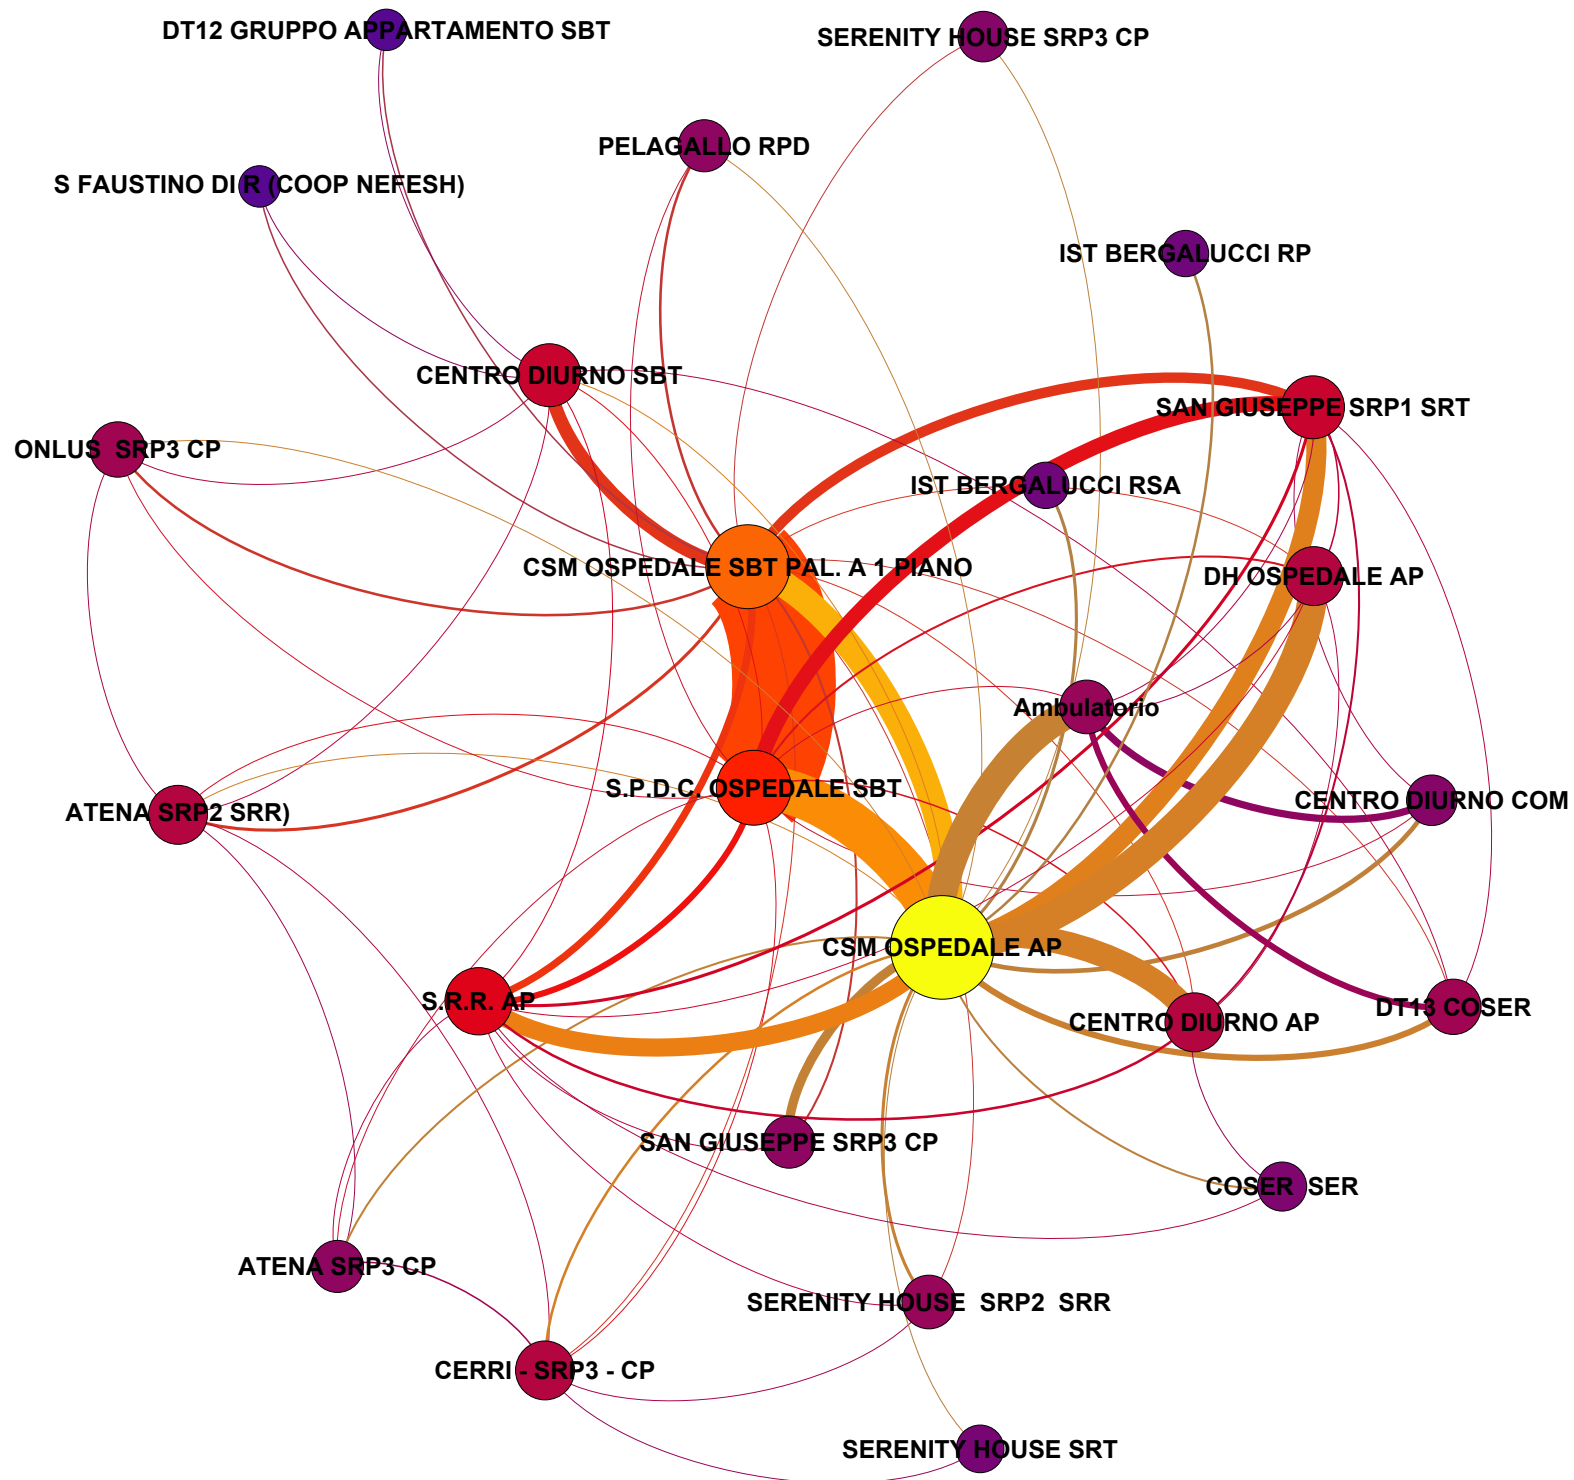 DT12 GRUPPO APPARTAMENTO SBT
SERENITY HOUSE SRP3 CP
PELAGALLO RPD
S FAUSTINO DI R (COOP NEFESH)
IST BERGALUCCI RP
CENTRO DIURNO SBT
SAN GIUSEPPE SRP1 SRT
ONLUS  SRP3 CP
IST BERGALUCCI RSA
CSM OSPEDALE SBT PAL. A 1 PIANO
DH OSPEDALE AP
Ambulatorio
S.P.D.C. OSPEDALE SBT
CENTRO DIURNO COM
ATENA SRP2 SRR)
CSM OSPEDALE AP
S.R.R. AP
DT13 COSER
CENTRO DIURNO AP
SAN GIUSEPPE SRP3 CP
COSER  SER
ATENA SRP3 CP
SERENITY HOUSE  SRP2  SRR
CERRI - SRP3 - CP
SERENITY HOUSE SRT